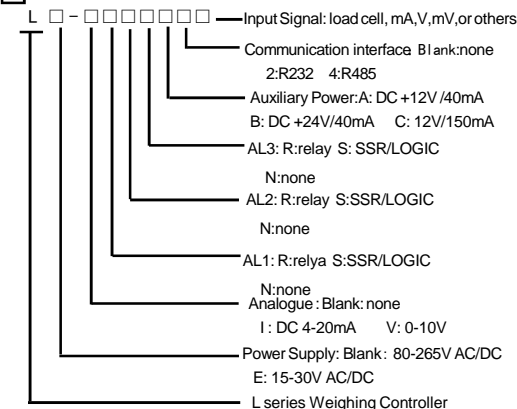 L □-□□□□□□□ Input Signal: load cell, mA,V,mV,or others
Communication interface Blank:none
2:R232 4:R485
Auxiliary Power:A: DC +12V /40mA
B: DC +24V/40mA C: 12V/150mA
AL3: R:relay S: SSR/LOGIC
N:none
AL2: R:relay S:SSR/LOGIC
N:none
AL1: R:relya S:SSR/LOGIC
N:none
Analogue : Blank: none
I : DC 4-20mA V: 0-10V
Power Supply: Blank : 80-265V AC/DC
E: 15-30V AC/DC
L series Weighing Controller